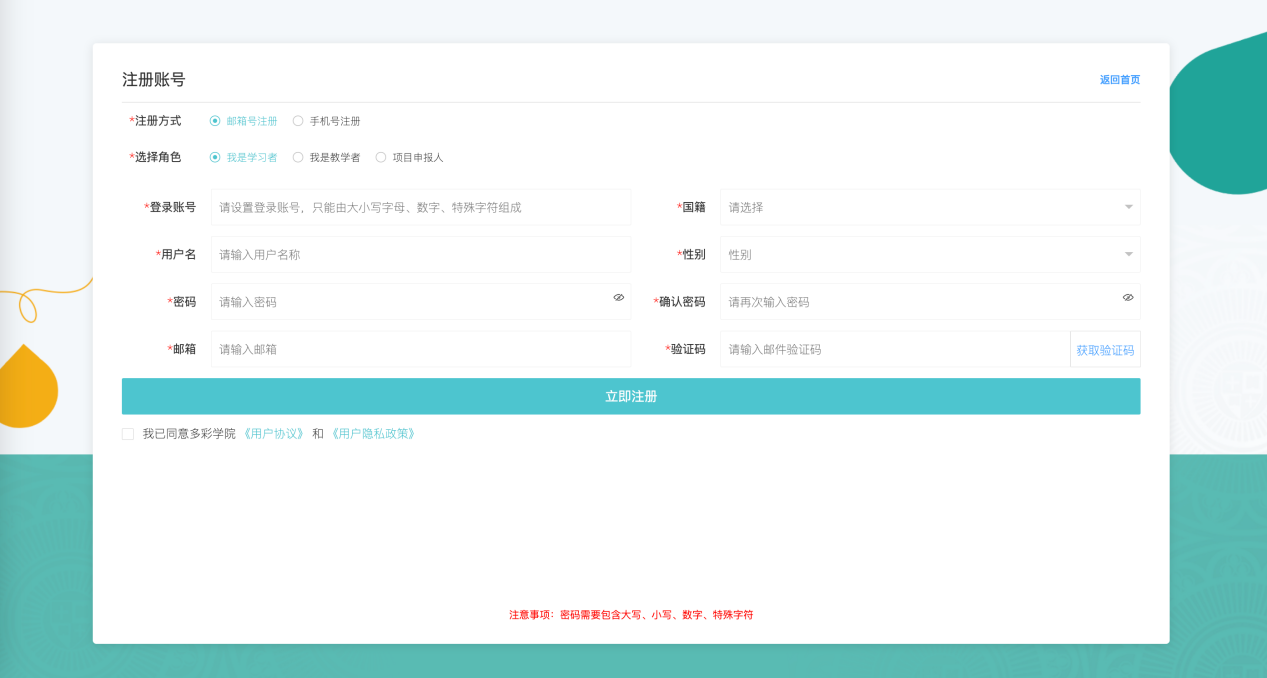 注册账号 返回首页
*注册方式 邮箱号注册 手机号注册
*选择角色 我是学习者 我是教学者 项目申报人
*登录账号 请设置登录账号，只能由大小写字母、数字、特殊字符组成 *国籍 请选择
*用户名 请输入用户名称 *性别 性别
*密码 请输入密码 *确认密码 请再次输入密码
*邮箱 请输入邮箱 *验证码 请输入邮件验证码 获取验证码
立即注册
我已同意多彩学院 《用户协议》 和 《用户隐私政策》
注意事项：密码需要包含大写、小写、数字、特殊字符